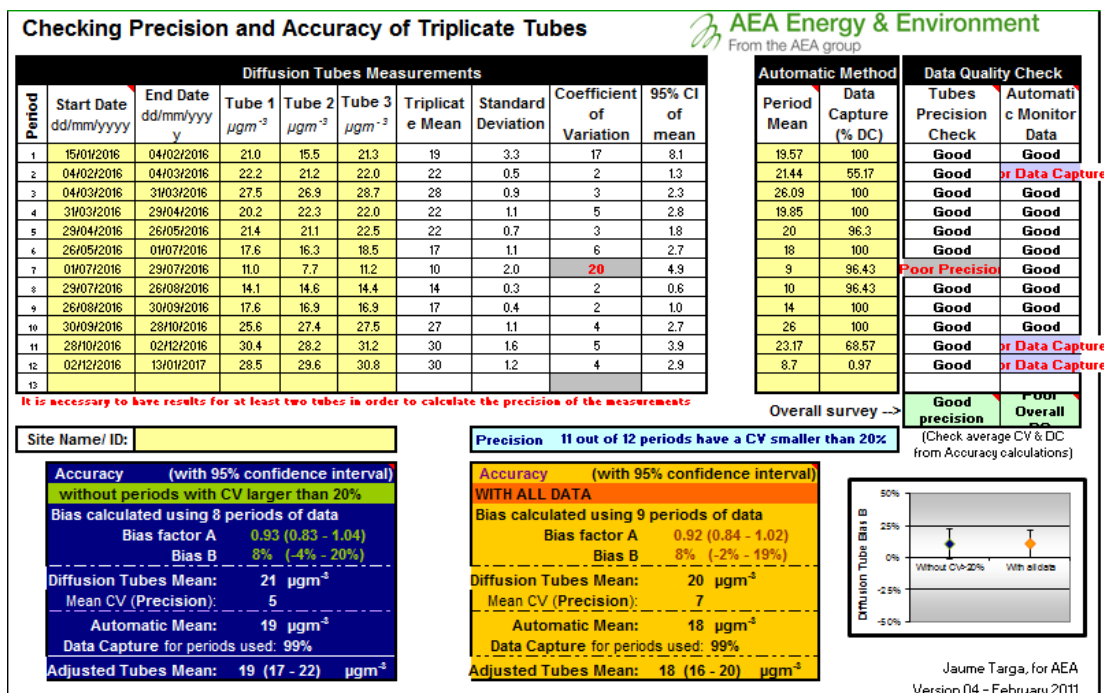 Checking Precision and Accuracy of Triplicate Tubes
AEA Energy & Environment
From the AEA group
Diffusion Tubes Measurements
Automatic Method
Data Quality Check
Period
Start Date dd/mm/yyyy
End Date dd/mm/yyyy
Tube 1 µgm-3
Tube 2 µgm-3
Tube 3 µgm-3
Triplicate Mean
Standard Deviation
Coefficient of Variation
95% CI of mean
Period Mean
Data Capture (% DC)
Tubes Precision Check
Automatic Monitor Data
1 15/01/2016 04/02/2016 21.0 15.5 21.3 19 3.3 17 8.1 19.57 100 Good Good
2 04/02/2016 04/03/2016 22.2 21.2 22.0 22 0.5 2 1.3 21.44 55.17 Good or Data Capture
3 04/03/2016 31/03/2016 27.5 26.9 28.7 28 0.9 3 2.3 26.09 100 Good Good
4 31/03/2016 29/04/2016 20.2 22.3 22.0 22 1.1 5 2.8 19.85 100 Good Good
5 29/04/2016 26/05/2016 21.4 21.1 22.5 22 0.7 3 1.8 20 96.3 Good Good
6 26/05/2016 01/07/2016 17.6 16.3 18.5 17 1.1 6 2.7 18 100 Good Good
7 01/07/2016 29/07/2016 11.0 7.7 11.2 10 2.0 20 4.9 9 96.43 Poor Precision Good
8 29/07/2016 26/08/2016 14.1 14.6 14.4 14 0.3 2 0.6 10 96.43 Good Good
9 26/08/2016 30/09/2016 17.6 16.9 16.9 17 0.4 2 1.0 14 100 Good Good
10 30/09/2016 28/10/2016 25.6 27.4 27.5 27 1.1 4 2.7 26 100 Good Good
11 28/10/2016 02/12/2016 30.4 28.2 31.2 30 1.6 5 3.9 23.17 68.57 Good or Data Capture
12 02/12/2016 13/01/2017 28.5 29.6 30.8 30 1.2 4 2.9 8.7 0.97 Good or Data Capture
13
It is necessary to have results for at least two tubes in order to calculate the precision of the measurements
Overall survey -->
Good precision
Poor Overall
Site Name/ ID:
Precision 11 out of 12 periods have a CV smaller than 20%
(Check average CV & DC
from Accuracy calculations)
Accuracy (with 95% confidence interval)
without periods with CV larger than 20%
Bias calculated using 8 periods of data
Bias factor A 0.93 (0.83 - 1.04)
Bias B 8% (-4% - 20%)
Diffusion Tubes Mean: 21 µgm-3
Mean CV (Precision): 5
Automatic Mean: 19 µgm-3
Data Capture for periods used: 99%
Adjusted Tubes Mean: 19 (17 - 22) µgm-3
Accuracy (with 95% confidence interval)
WITH ALL DATA
Bias calculated using 9 periods of data
Bias factor A 0.92 (0.84 - 1.02)
Bias B 8% (-2% - 19%)
Diffusion Tubes Mean: 20 µgm-3
Mean CV (Precision): 7
Automatic Mean: 18 µgm-3
Data Capture for periods used: 99%
Adjusted Tubes Mean: 18 (16 - 20) µgm-3
Diffusion Tube Bias B
50%
25%
0%
-25%
-50%
Without CV>20%
With all data
Jaume Targa, for AEA
Version 04 - February 2011